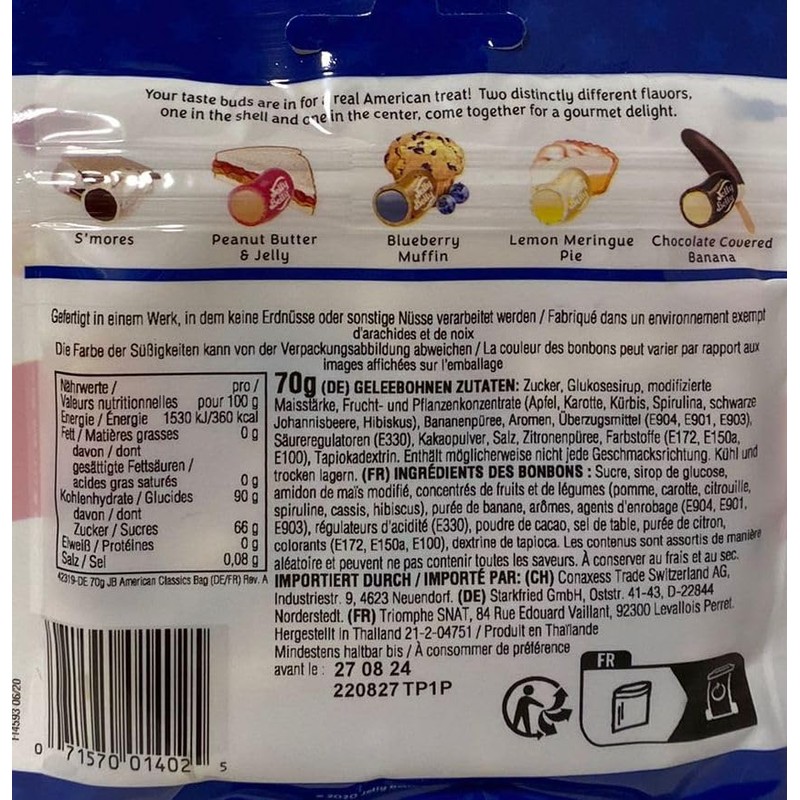 Your taste buds are in for a real American treat! Two distinctly different flavors,
one in the shell and one in the center, come together for a gourmet delight.
S'mores
Peanut Butter
& Jelly
Blueberry
Muffin
Lemon Meringue
Pie
Chocolate Covered
Banana
Gefertigt in einem Werk, in dem keine Erdnüsse oder sonstige Nüsse verarbeitet werden / Fabriqué dans un environnement exempt
d'arachides et de noix
Die Farbe der Süßigkeiten kann von der Verpackungsabbildung abweichen / La couleur des bonbons peut varier par rapport aux
images affichées sur l'emballage
Nährwerte / pro /
Valeurs nutritionnelles pour 100 g
Energie / Énergie 1530 kJ/360 kcal
Fett / Matières grasses 0 g
davon / dont
gesättigte Fettsäuren /
acides gras saturés 0 g
Kohlenhydrate / Glucides 90 g
davon / dont
Zucker / Sucres 66 g
Eiweiß / Protéines 0 g
Salz / Sel 0,08 g
42319-DE 70g JB American Classics Bag (DE/FR) Rev. A
70g (DE) GELEEBOHNEN ZUTATEN: Zucker, Glukosesirup, modifizierte
Maisstärke, Frucht- und Pflanzenkonzentrate (Apfel, Karotte, Kürbis, Spirulina, schwarze
Johannisbeere, Hibiskus), Bananenpüree, Aromen, Überzugsmittel (E904, E901, E903),
Säureregulatoren (E330), Kakaopulver, Salz, Zitronenpüree, Farbstoffe (E172, E150a,
E100), Tapiokadextrin. Enthält möglicherweise nicht jede Geschmacksrichtung. Kühl und
trocken lagern. (FR) INGRÉDIENTS DES BONBONS : Sucre, sirop de glucose,
amidon de maïs modifié, concentrés de fruits et de légumes (pomme, carotte, citrouille,
spiruline, cassis, hibiscus), purée de banane, arômes, agents d'enrobage (E904, E901,
E903), régulateurs d'acidité (E330), poudre de cacao, sel de table, purée de citron,
colorants (E172, E150a, E100), dextrine de tapioca. Les contenus sont assortis de manière
aléatoire et peuvent ne pas contenir toutes les saveurs. À conserver au frais et au sec.
IMPORTIERT DURCH / IMPORTÉ PAR: (CH) Conaxess Trade Switzerland AG,
Industriestr. 9, 4623 Neuendorf. (DE) Starkfried GmbH, Oststr. 41-43, D-22844
Norderstedt. (FR) Triomphe SNAT, 84 Rue Edouard Vaillant, 92300 Levallois Perret.
Hergestellt in Thailand 21-2-04751 / Produit en Thaïlande
Mindestens haltbar bis / À consommer de préférence
avant le : 27 08 24
220827 TP1P
FR
H4593 06/20
0 71570 01402 5